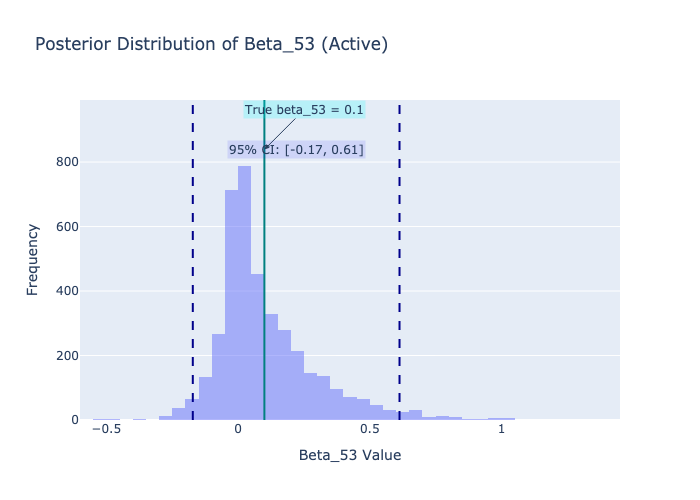 Posterior Distribution of Beta_53 (Active)
True beta_53 = 0.1
95% CI: [-0.17, 0.61]
800
600
400
200
0
Frequency
−0.5
0
0.5
1
Beta_53 Value